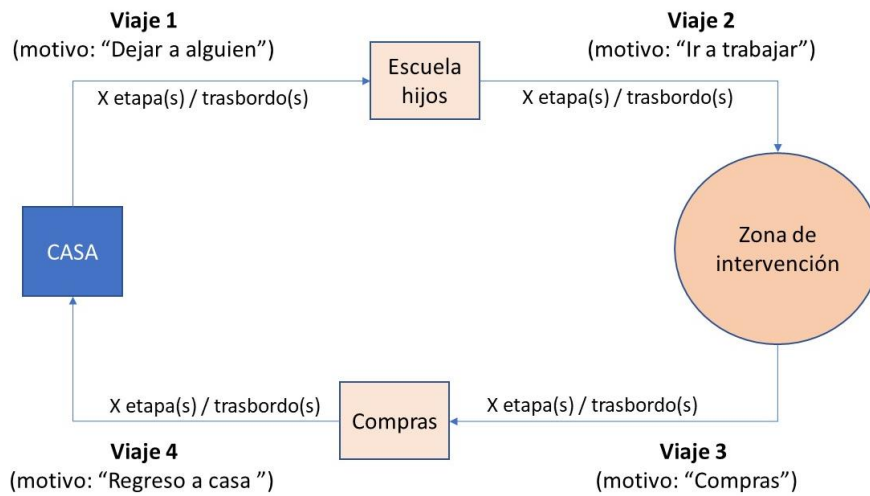 Viaje 1
(motivo: “Dejar a alguien”)
Viaje 2
(motivo: “Ir a trabajar”)
Escuela
hijos
X etapa(s) / trasbordo(s)
X etapa(s) / trasbordo(s)
CASA
Zona de
intervención
X etapa(s) / trasbordo(s)
Compras
X etapa(s) / trasbordo(s)
Viaje 4
(motivo: “Regreso a casa ”)
Viaje 3
(motivo: “Compras”)